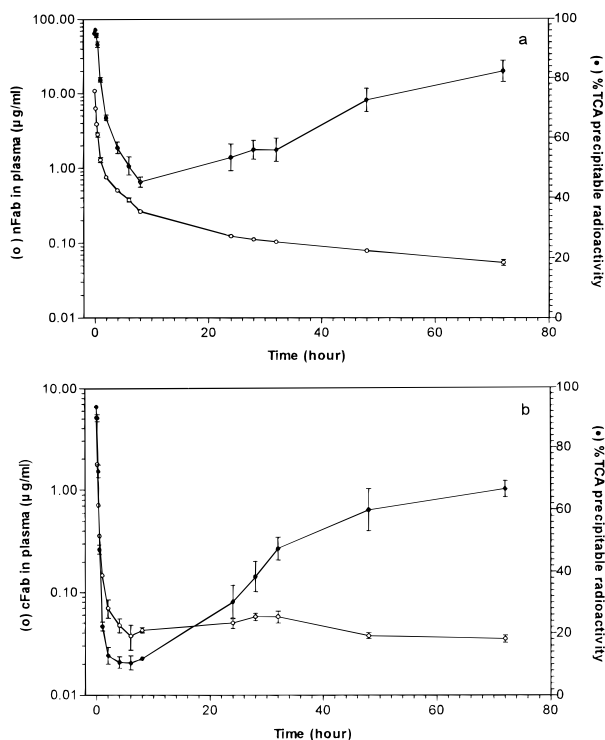 a
(o) nFab in plasma (µg/ml)
100.00
10.00
1.00
0.10
0.01
(•) %TCA precipitable radioactivity
100
80
60
40
20
0
0 20 40 60 80
Time (hour)
b
(o) cFab in plasma (µg/ml)
10.00
1.00
0.10
0.01
(•) %TCA precipitable radioactivity
100
80
60
40
20
0
0 20 40 60 80
Time (hour)